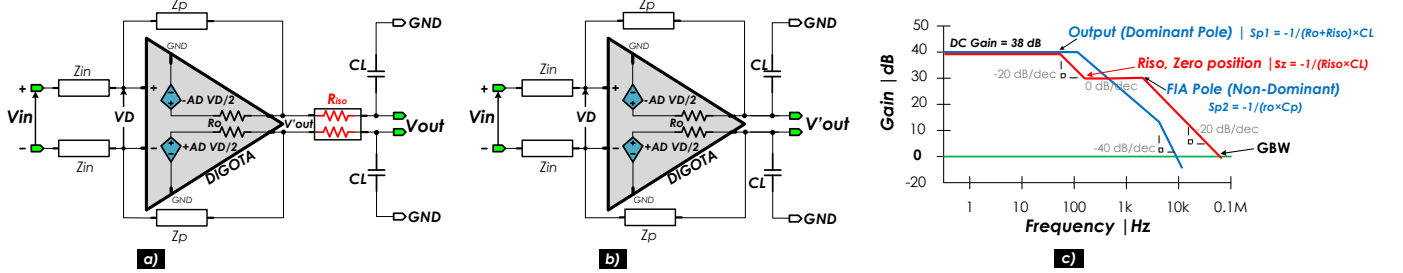 Zp
GND
Zin
+
Vin
VD
-AD VD/2
Ro
V'out
+AD VD/2
DIGOTA
Zin
GND
Zp
Riso
GND
CL
Vout
CL
GND
a)
Zp
GND
Zin
+
Vin
VD
-AD VD/2
Ro
+AD VD/2
DIGOTA
Zin
GND
Zp
GND
CL
V'out
CL
GND
b)
Gain | dB
50
40
30
20
10
0
-20
DC Gain = 38 dB
Output (Dominant Pole) | Sp1 = -1/(Ro+Riso)×CL
-20 dB/dec
Riso, Zero position | Sz = -1/(Riso×CL)
0 dB/dec
FIA Pole (Non-Dominant)
Sp2 = -1/(ro×Cp)
-20 dB/dec
-40 dB/dec
GBW
1
10
100
1k
10k
0.1M
Frequency | Hz
c)